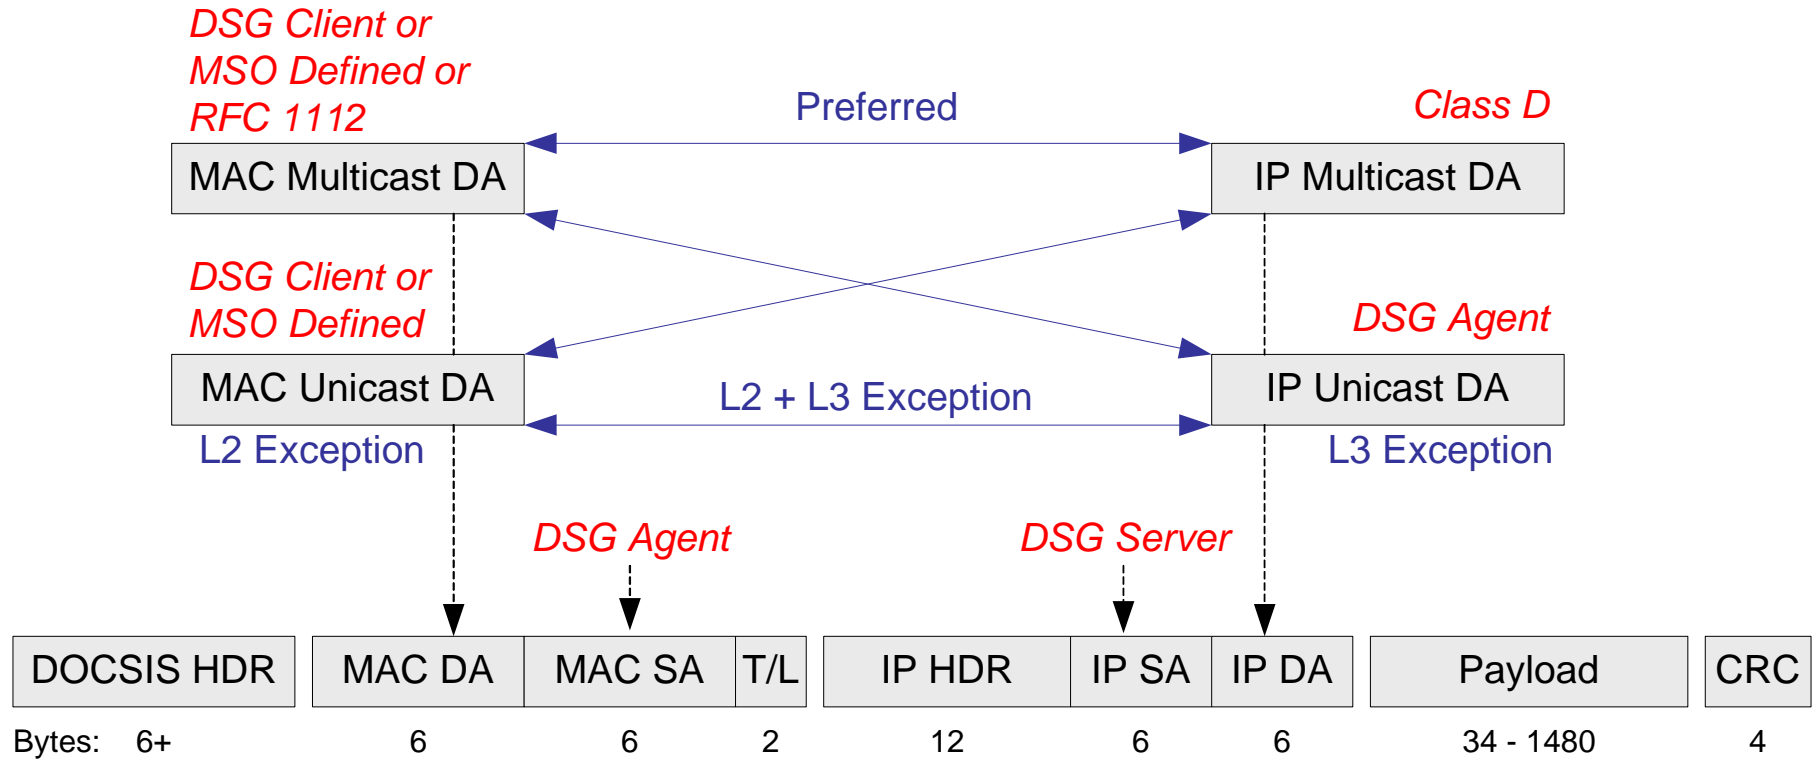 DSG Client or
MSO Defined or
RFC 1112
Preferred
Class D
MAC Multicast DA
IP Multicast DA
DSG Client or
MSO Defined
DSG Agent
MAC Unicast DA
L2 + L3 Exception
IP Unicast DA
L2 Exception
L3 Exception
DSG Agent
DSG Server
DOCSIS HDR MAC DA MAC SA T/L IP HDR IP SA IP DA Payload CRC
Bytes: 6+ 6 6 2 12 6 6 34 - 1480 4